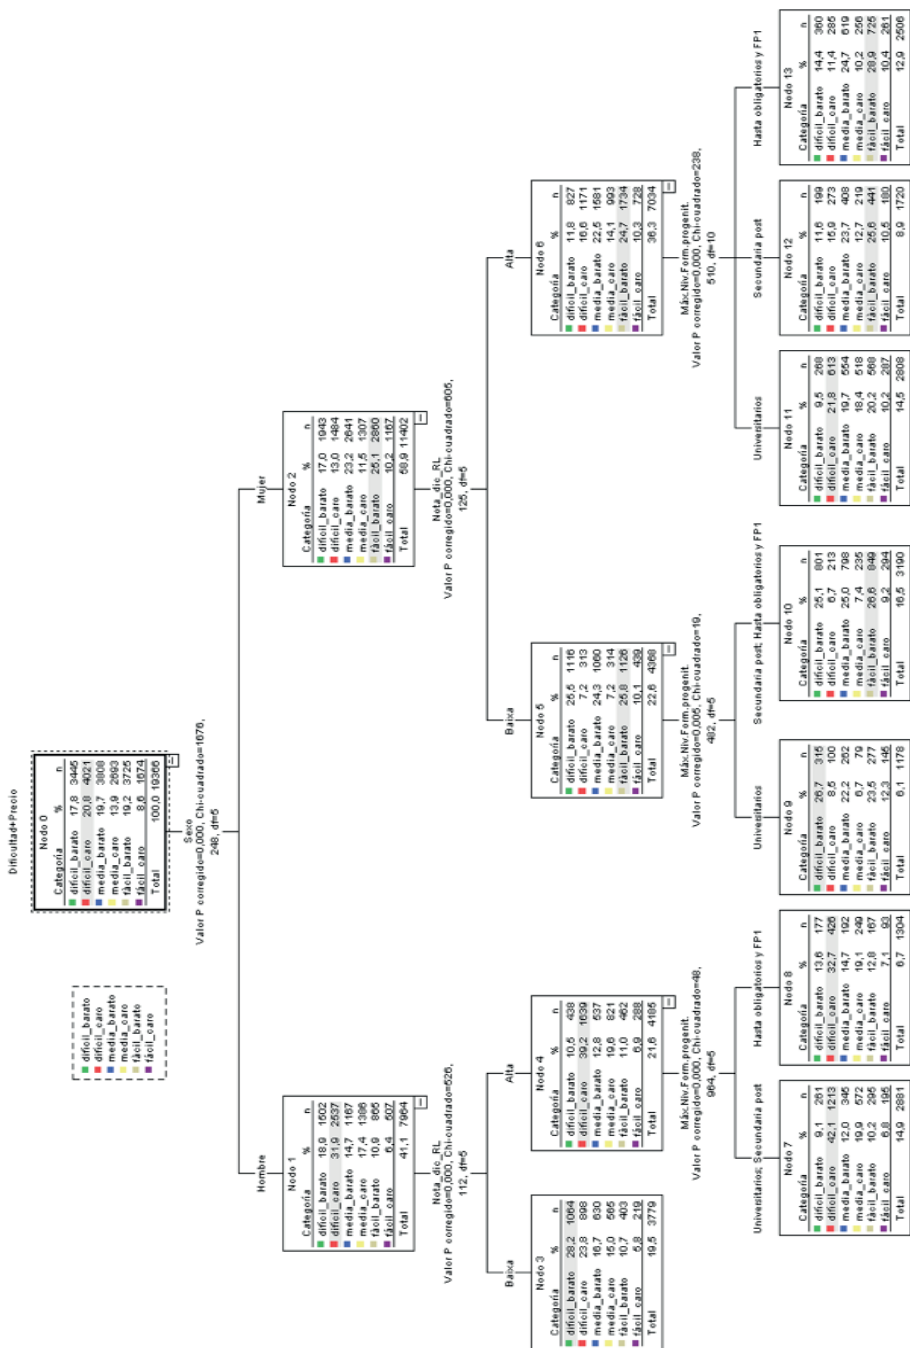 Dificultad+Precio
Nodo 0
Categoría % n
difícil_barato 17,8 3445
difícil_caro 20,8 4021
media_barato 19,7 3808
media_caro 13,9 2693
fácil_barato 19,2 3725
fácil_caro 8,6 1674
Total 100,0 19366
difícil_barato
difícil_caro
media_barato
media_caro
fácil_barato
fácil_caro
Sexo
Valor P corregido=0,000, Chi-cuadrado=1676,
248, df=5
Hombre
Mujer
Nodo 1
Categoría % n
difícil_barato 18,9 1502
difícil_caro 31,9 2537
media_barato 14,7 1167
media_caro 17,4 1386
fácil_barato 10,9 865
fácil_caro 6,4 507
Total 41,1 7964
Nodo 2
Categoría % n
difícil_barato 17,0 1943
difícil_caro 13,0 1484
media_barato 23,2 2641
media_caro 11,5 1307
fácil_barato 25,1 2860
fácil_caro 10,2 1167
Total 58,9 11402
Nota_dic_RL
Valor P corregido=0,000, Chi-cuadrado=526,
112, df=5
Nota_dic_RL
Valor P corregido=0,000, Chi-cuadrado=605,
125, df=5
Baixa
Alta
Baixa
Alta
Nodo 3
Categoría % n
difícil_barato 28,2 1064
difícil_caro 23,8 898
media_barato 16,7 630
media_caro 15,0 565
fácil_barato 10,7 403
fácil_caro 5,8 219
Total 19,5 3779
Nodo 4
Categoría % n
difícil_barato 10,5 438
difícil_caro 39,2 1639
media_barato 12,8 537
media_caro 19,6 821
fácil_barato 11,0 462
fácil_caro 6,9 288
Total 21,6 4185
Nodo 5
Categoría % n
difícil_barato 25,5 1116
difícil_caro 7,2 313
media_barato 24,3 1060
media_caro 7,2 314
fácil_barato 25,8 1126
fácil_caro 10,1 439
Total 22,6 4368
Nodo 6
Categoría % n
difícil_barato 11,8 827
difícil_caro 16,6 1171
media_barato 22,5 1581
media_caro 14,1 993
fácil_barato 24,7 1734
fácil_caro 10,3 728
Total 36,3 7034
Máx.Niv.Form.progenit.
Valor P corregido=0,000, Chi-cuadrado=48,
964, df=5
Máx.Niv.Form.progenit.
Valor P corregido=0,005, Chi-cuadrado=19,
482, df=5
Máx.Niv.Form.progenit.
Valor P corregido=0,000, Chi-cuadrado=238,
510, df=10
Universitarios; Secundaria post
Hasta obligatorios y FP1
Universitarios
Secundaria post; Hasta obligatorios y FP1
Universitarios
Secundaria post
Hasta obligatorios y FP1
Nodo 7
Categoría % n
difícil_barato 9,1 261
difícil_caro 42,1 1213
media_barato 12,0 345
media_caro 19,9 572
fácil_barato 10,2 295
fácil_caro 6,8 195
Total 14,9 2881
Nodo 8
Categoría % n
difícil_barato 13,6 177
difícil_caro 32,7 426
media_barato 14,7 192
media_caro 19,1 249
fácil_barato 12,8 167
fácil_caro 7,1 93
Total 6,7 1304
Nodo 9
Categoría % n
difícil_barato 26,7 315
difícil_caro 8,5 100
media_barato 22,2 262
media_caro 6,7 79
fácil_barato 23,5 277
fácil_caro 12,3 145
Total 6,1 1178
Nodo 10
Categoría % n
difícil_barato 25,1 801
difícil_caro 6,7 213
media_barato 25,0 798
media_caro 7,4 235
fácil_barato 26,6 849
fácil_caro 9,2 294
Total 16,5 3190
Nodo 11
Categoría % n
difícil_barato 9,5 268
difícil_caro 21,8 613
media_barato 19,7 554
media_caro 18,4 518
fácil_barato 20,2 568
fácil_caro 10,2 287
Total 14,5 2808
Nodo 12
Categoría % n
difícil_barato 11,6 199
difícil_caro 15,9 273
media_barato 23,7 408
media_caro 12,7 219
fácil_barato 25,6 441
fácil_caro 10,5 180
Total 8,9 1720
Nodo 13
Categoría % n
difícil_barato 14,4 360
difícil_caro 11,4 285
media_barato 24,7 619
media_caro 10,2 256
fácil_barato 28,9 725
fácil_caro 10,4 261
Total 12,9 2506